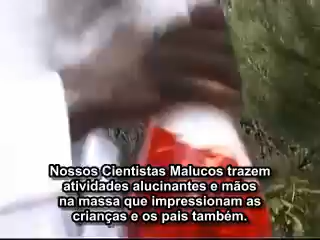 Nossos Cientistas Malucos trazem
atividades alucinantes e mãos
na massa que impressionam as
crianças e os pais também.